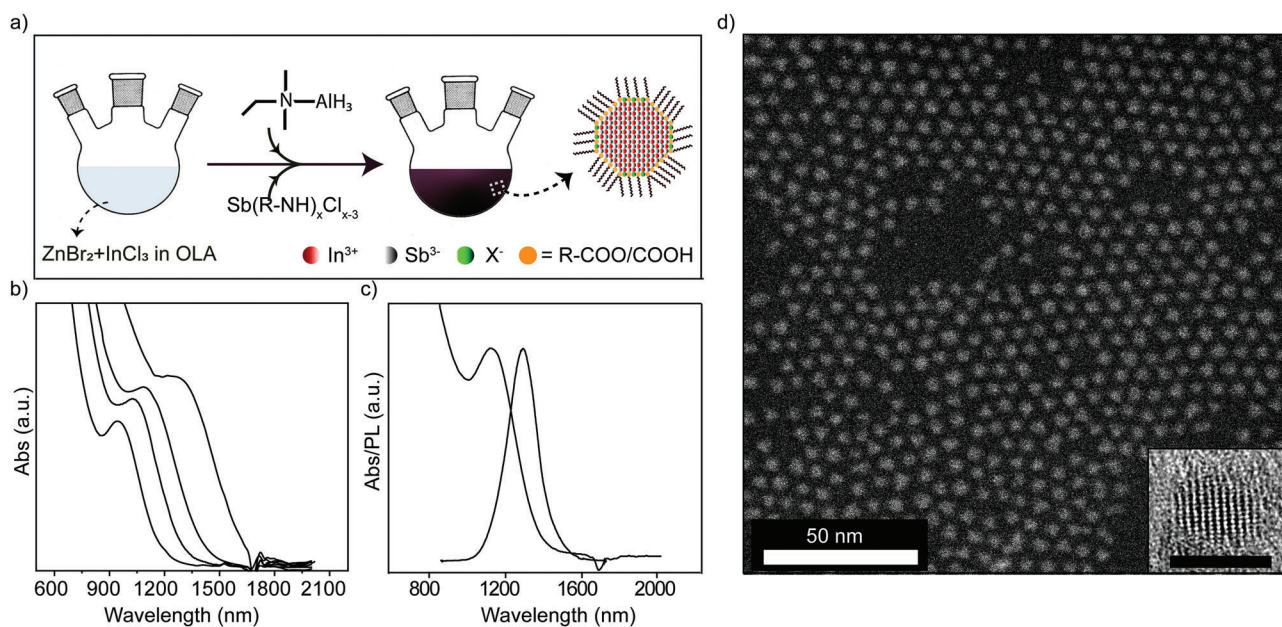 a)
N
AlH₃
Sb(R-NH)ₓClₓ₋₃
ZnBr₂+InCl₃ in OLA
In³⁺ Sb³⁻ X⁻ = R-COO/COOH
b)
Abs (a.u.)
600 900 1200 1500 1800 2100
Wavelength (nm)
c)
Abs/PL (a.u.)
800 1200 1600 2000
Wavelength (nm)
d)
50 nm